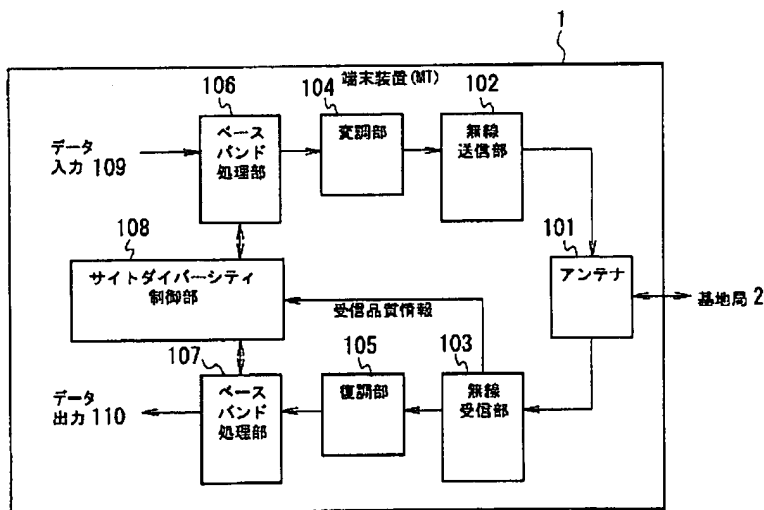 1
端末装置(MT)
106
104
102
ベース
バンド
処理部
変調部
無線
送信部
データ
入力 109
108
101
サイトダイバーシティ
制御部
アンテナ
受信品質情報
基地局 2
107
105
103
データ
出力 110
ベース
バンド
処理部
復調部
無線
受信部